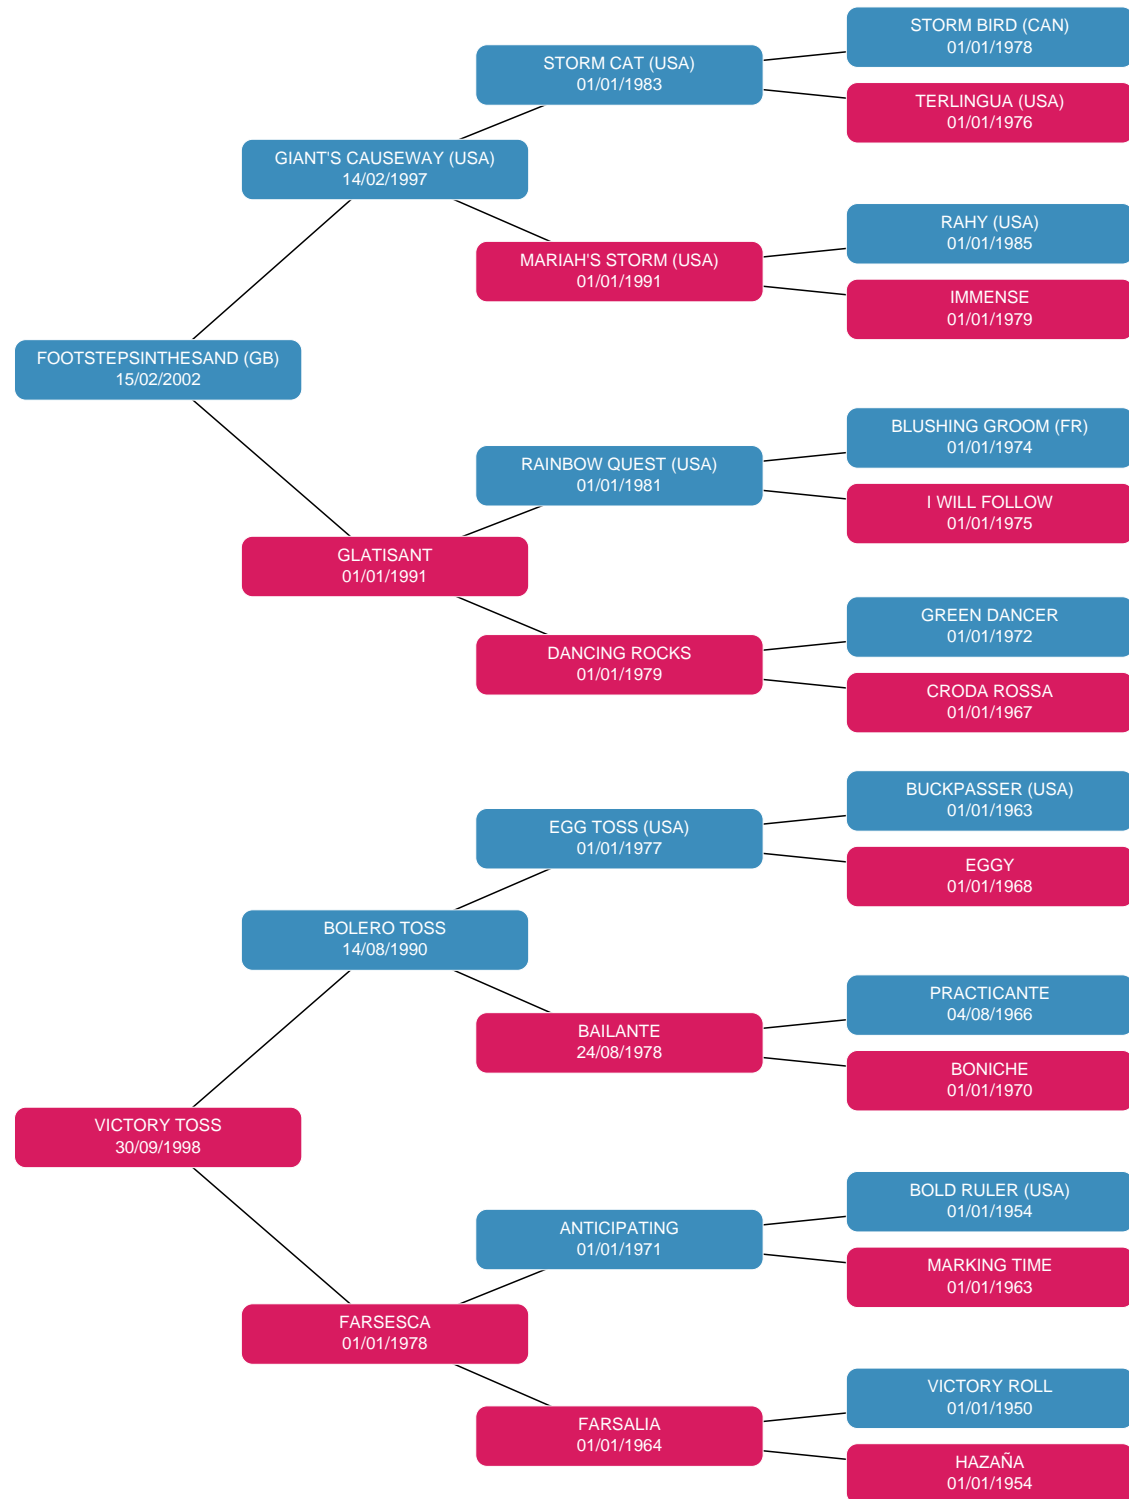 STORM BIRD (CAN)
01/01/1978
STORM CAT (USA)
01/01/1983
TERLINGUA (USA)
01/01/1976
GIANT'S CAUSEWAY (USA)
14/02/1997
RAHY (USA)
01/01/1985
MARIAH'S STORM (USA)
01/01/1991
IMMENSE
01/01/1979
FOOTSTEPSINTHESAND (GB)
15/02/2002
BLUSHING GROOM (FR)
01/01/1974
RAINBOW QUEST (USA)
01/01/1981
I WILL FOLLOW
01/01/1975
GLATISANT
01/01/1991
GREEN DANCER
01/01/1972
DANCING ROCKS
01/01/1979
CRODA ROSSA
01/01/1967
BUCKPASSER (USA)
01/01/1963
EGG TOSS (USA)
01/01/1977
EGGY
01/01/1968
BOLERO TOSS
14/08/1990
PRACTICANTE
04/08/1966
BAILANTE
24/08/1978
BONICHE
01/01/1970
VICTORY TOSS
30/09/1998
BOLD RULER (USA)
01/01/1954
ANTICIPATING
01/01/1971
MARKING TIME
01/01/1963
FARSESCA
01/01/1978
VICTORY ROLL
01/01/1950
FARSALIA
01/01/1964
HAZAÑA
01/01/1954